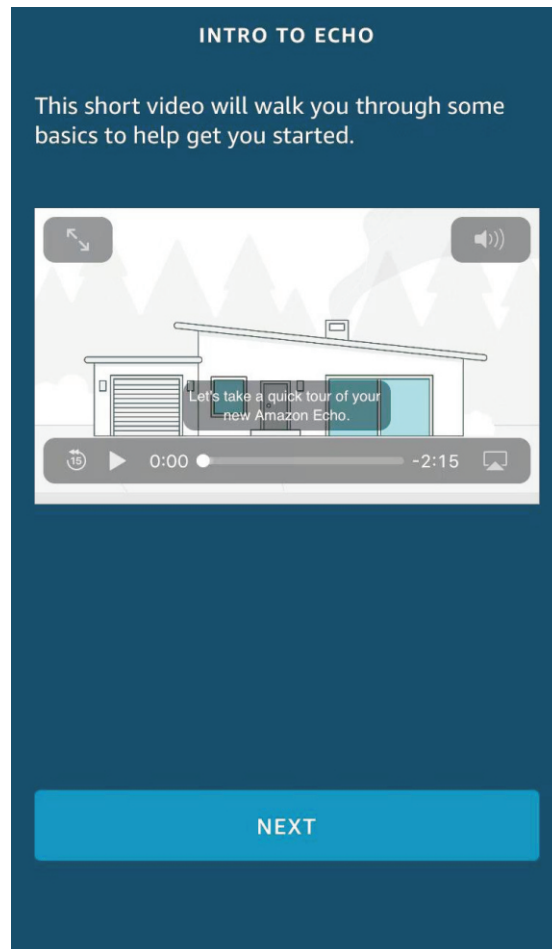 INTRO TO ECHO
This short video will walk you through some
basics to help get you started.
Let's take a quick tour of your
new Amazon Echo.
15 0:00 -2:15
NEXT